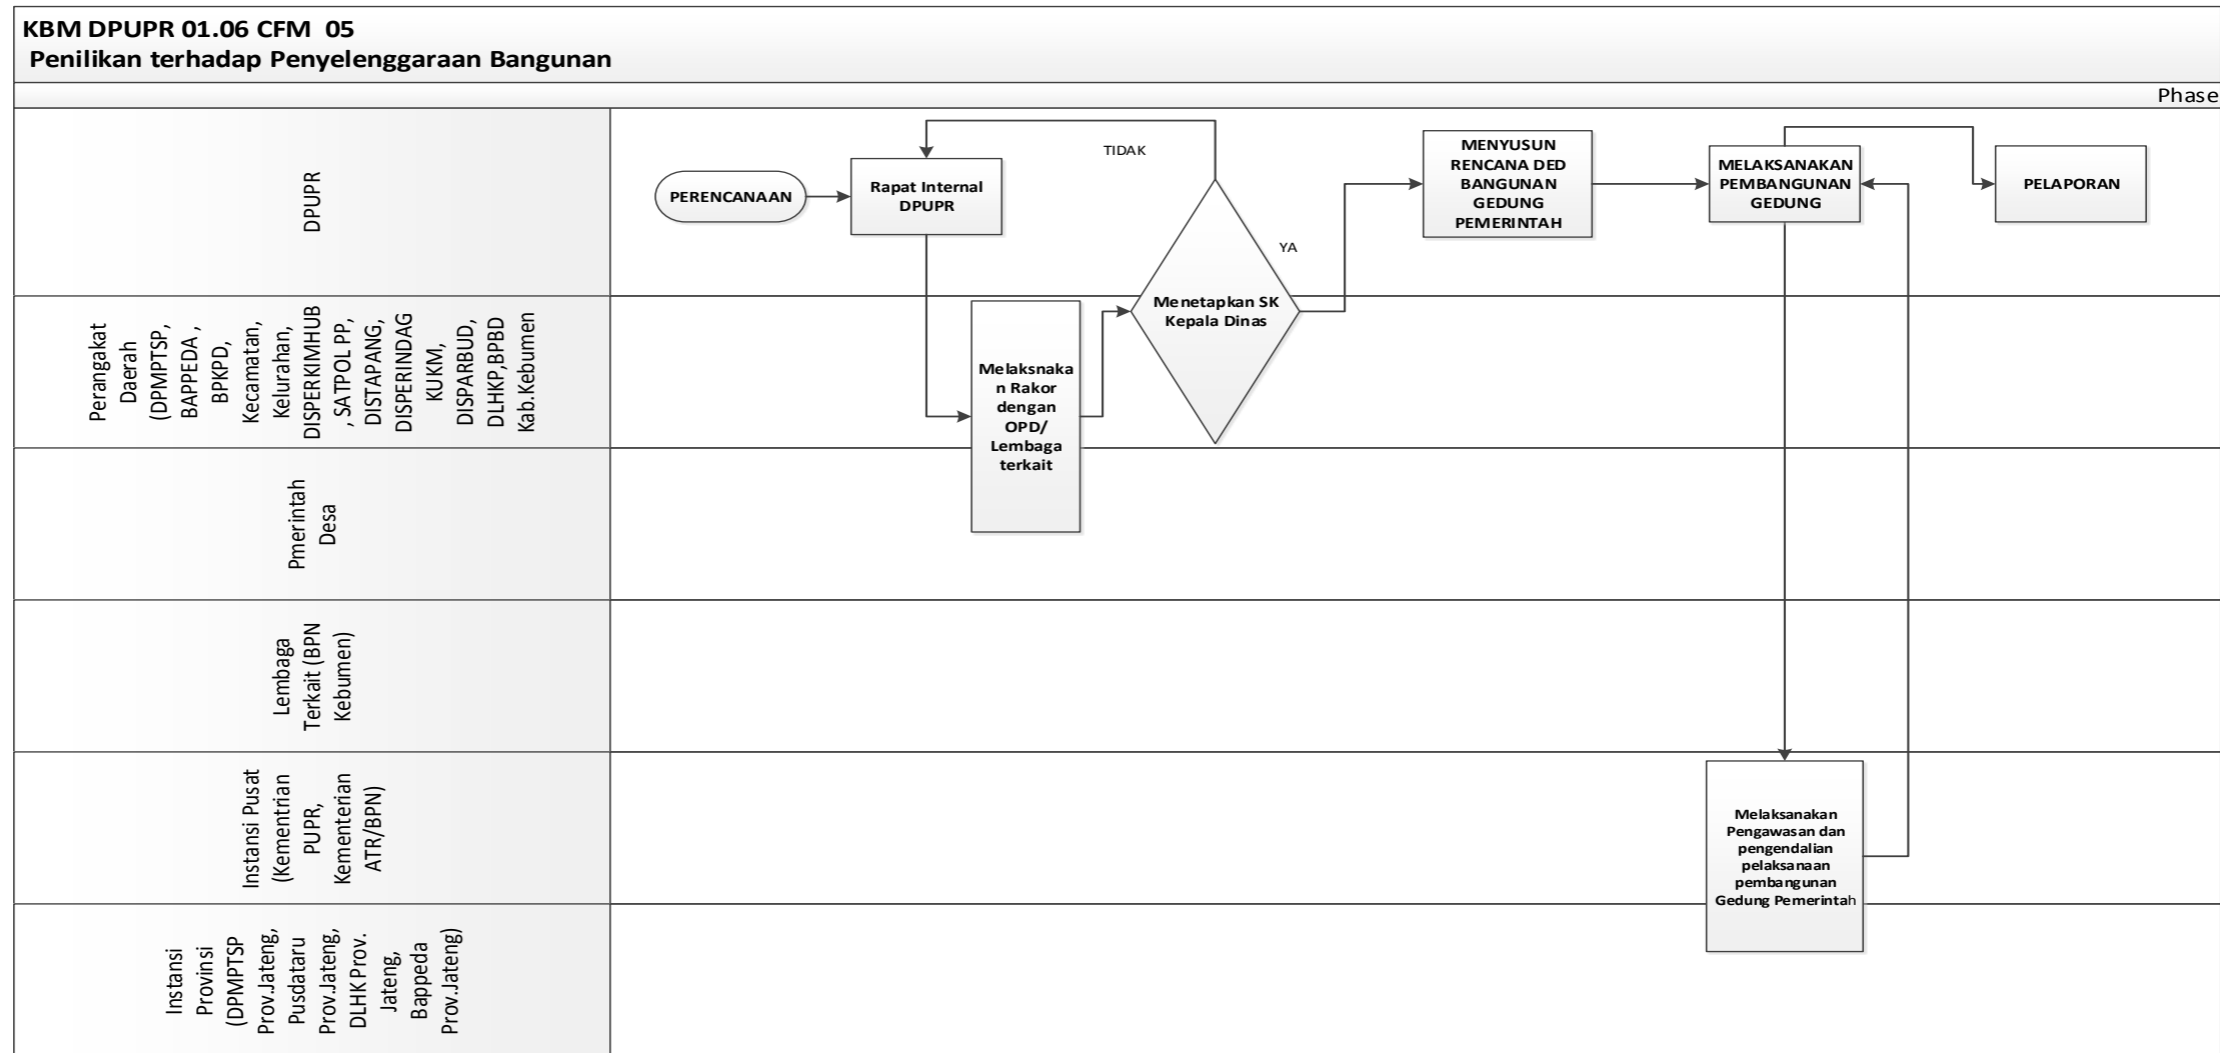 KBM DPUPR 01.06 CFM  05
Penilikan terhadap Penyelenggaraan Bangunan
Phase
DPUPR
PERENCANAAN
Rapat Internal
DPUPR
TIDAK
YA
MENYUSUN
RENCANA DED
BANGUNAN
GEDUNG
PEMERINTAH
MELAKSANAKAN
PEMBANGUNAN
GEDUNG
PELAPORAN
Perangakat
Daerah
(DPMPTSP,
BAPPEDA ,
BPKPD,
Kecamatan,
Kelurahan,
DISPERKIMHUB
, SATPOL PP,
DISTAPANG,
DISPERINDAG
KUKM,
DISPARBUD,
DLHKP,BPBD
Kab.Kebumen
Melaksnaka
n Rakor
dengan
OPD/
Lembaga
terkait
Menetapkan SK
Kepala Dinas
Pmerintah
Desa
Lembaga
Terkait (BPN
Kebumen)
Instansi Pusat
(Kementrian
PUPR,
Kementerian
ATR/BPN)
Melaksanakan
Pengawasan dan
pengendalian
pelaksanaan
pembangunan
Gedung Pemerintah
Instansi
Provinsi
(DPMPTSP
Prov.Jateng,
Pusdataru
Prov.Jateng,
DLHK Prov.
Jateng,
Bappeda
Prov.Jateng)